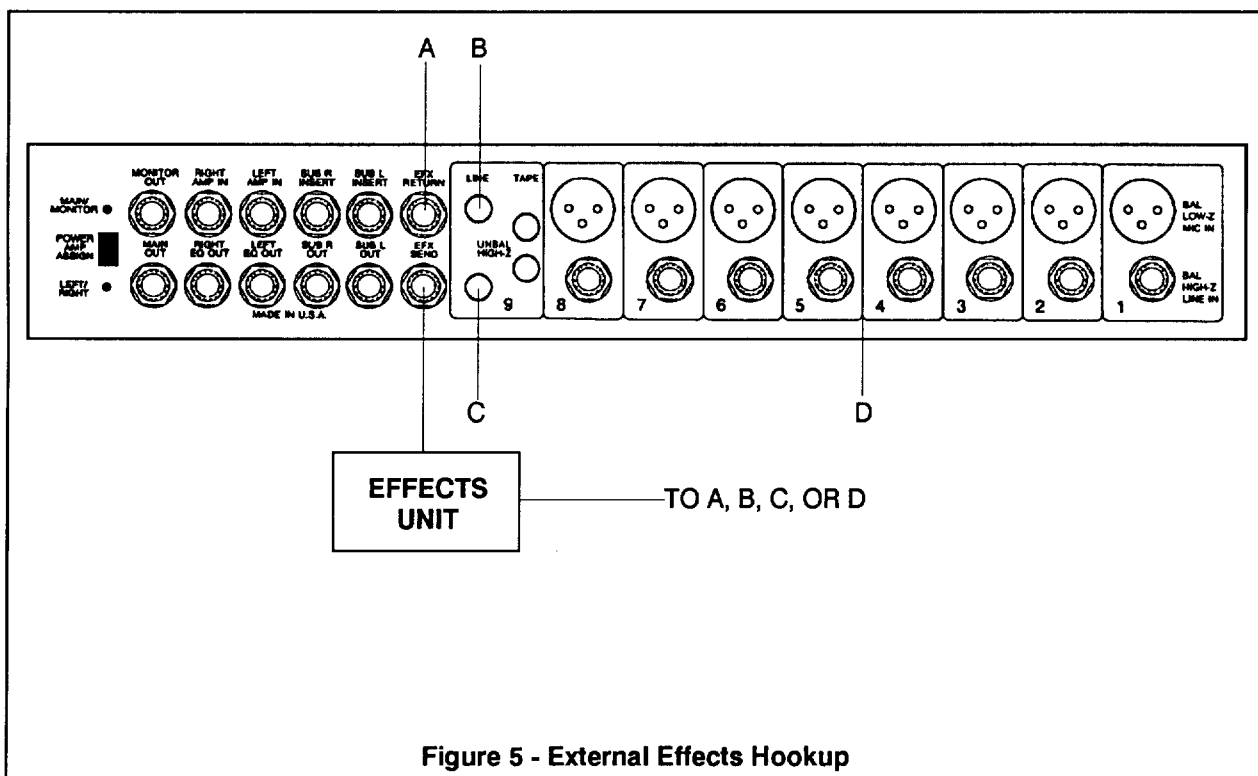 A B
MONITOR OUT RIGHT AMP IN LEFT AMP IN SUB R INSERT SUB L INSERT EFX RETURN LINE TAPE
MAIN/ MONITOR
POWER AMP ASSIGN
LEFT/ RIGHT
MAIN OUT RIGHT EQ OUT LEFT EQ OUT SUB R OUT SUB L OUT EFX SEND UNBAL HIGH-Z
BAL LOW-Z MIC IN
BAL HIGH-Z LINE IN
MADE IN U.S.A.
9 8 7 6 5 4 3 2 1
C D
EFFECTS
UNIT
TO A, B, C, OR D
Figure 5 - External Effects Hookup